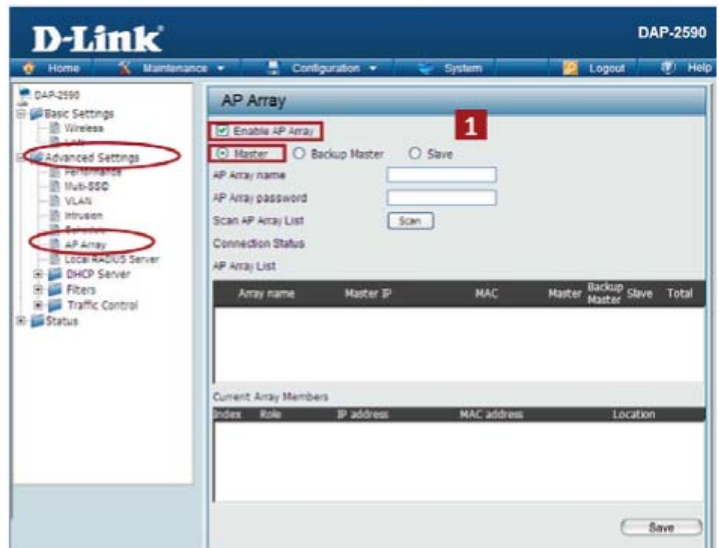 D-Link
DAP-2590
Home Maintenance Configuration System Logout Help
DAP-2590
Basic Settings
Wireless
LAN
Advanced Settings
Performance
Multi-SSID
VLAN
Intrusion
Schedule
AP Array
Local RADIUS Server
DHCP Server
Filters
Traffic Control
Status
AP Array
Enable AP Array
1
Master Backup Master Slave
AP Array name
AP Array password
Scan AP Array List Scan
Connection Status
AP Array List
Array name Master IP MAC Master Backup Master Slave Total
Current Array Members
Index Role IP address MAC address Location
Save